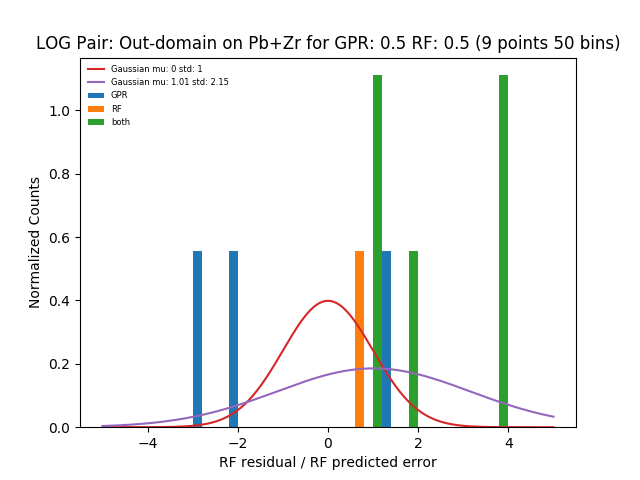 LOG Pair: Out-domain on Pb+Zr for GPR: 0.5 RF: 0.5 (9 points 50 bins)
Gaussian mu: 0 std: 1
Gaussian mu: 1.01 std: 2.15
GPR
RF
both
Normalized Counts
1.0
0.8
0.6
0.4
0.2
0.0
−4 −2 0 2 4
RF residual / RF predicted error